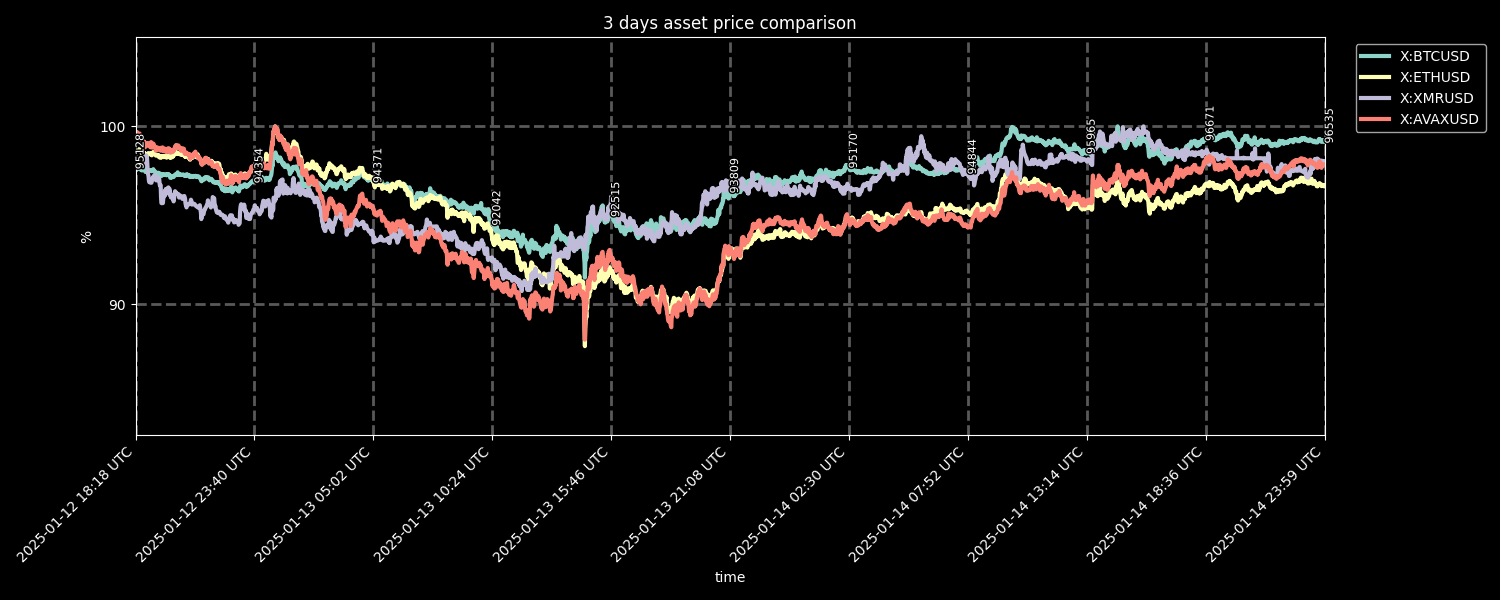 3 days asset price comparison
X:BTCUSD
X:ETHUSD
X:XMRUSD
X:AVAXUSD
100
90
%
94354
94371
92042
92515
93809
95170
94844
95965
96671
96535
2025-01-12 18:18 UTC
2025-01-12 23:40 UTC
2025-01-13 05:02 UTC
2025-01-13 10:24 UTC
2025-01-13 15:46 UTC
2025-01-13 21:08 UTC
2025-01-14 02:30 UTC
2025-01-14 07:52 UTC
2025-01-14 13:14 UTC
2025-01-14 18:36 UTC
2025-01-14 23:59 UTC
time